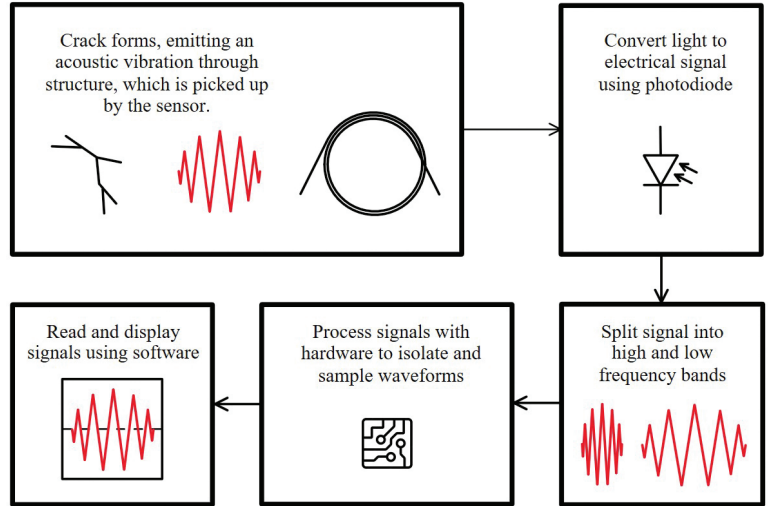 Crack forms, emitting an
acoustic vibration through
structure, which is picked up
by the sensor.
Convert light to
electrical signal
using photodiode
Split signal into
high and low
frequency bands
Process signals with
hardware to isolate and
sample waveforms
Read and display
signals using software